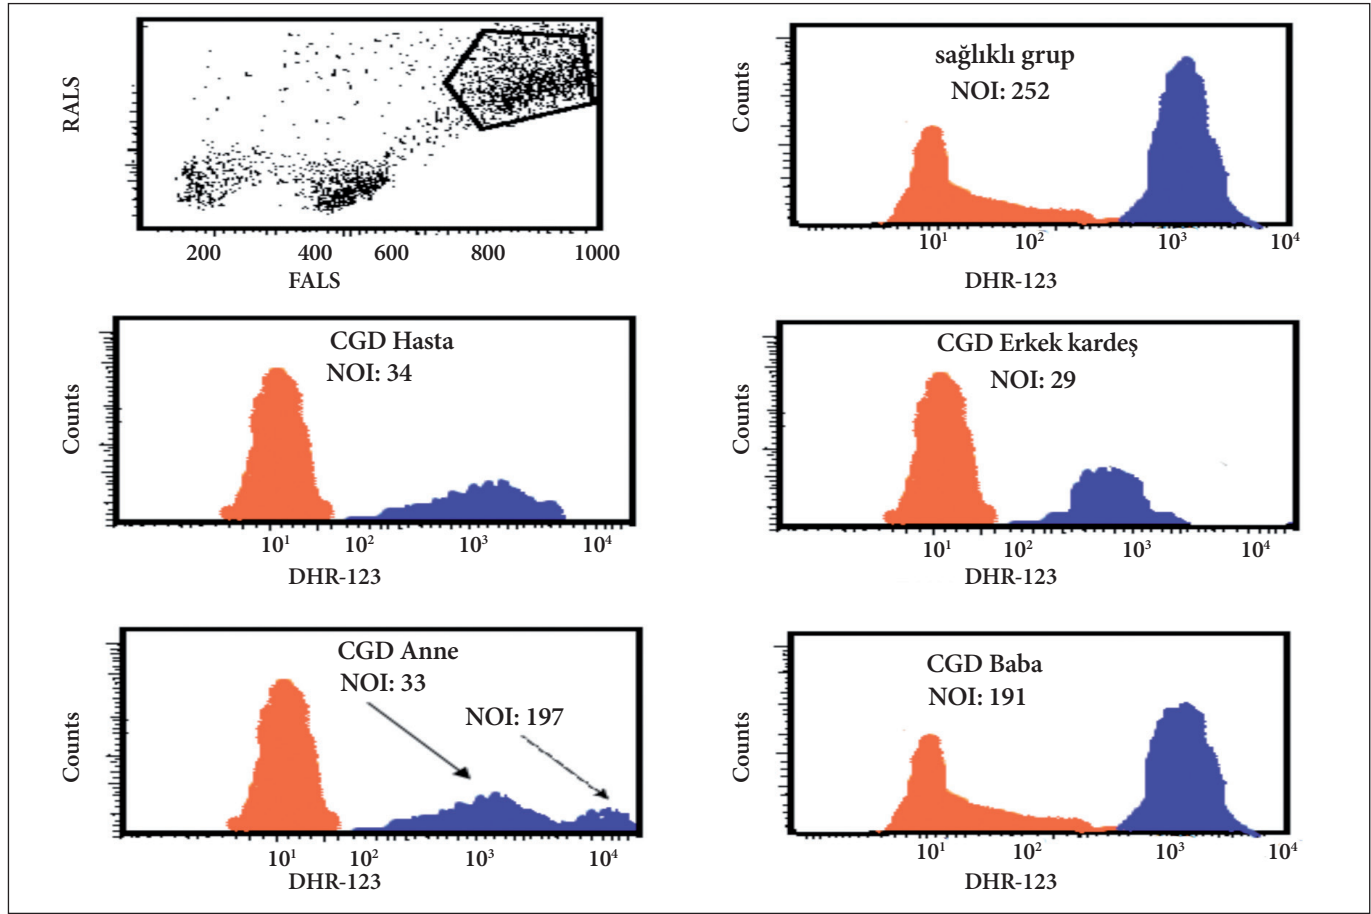 RALS
200 400 600 800 1000
FALS
sağlıklı grup
NOI: 252
Counts
10¹ 10² 10³ 10⁴
DHR-123
CGD Hasta
NOI: 34
Counts
10¹ 10² 10³ 10⁴
DHR-123
CGD Erkek kardeş
NOI: 29
Counts
10¹ 10² 10³ 10⁴
DHR-123
CGD Anne
NOI: 33
NOI: 197
Counts
10¹ 10² 10³ 10⁴
DHR-123
CGD Baba
NOI: 191
Counts
10¹ 10² 10³ 10⁴
DHR-123